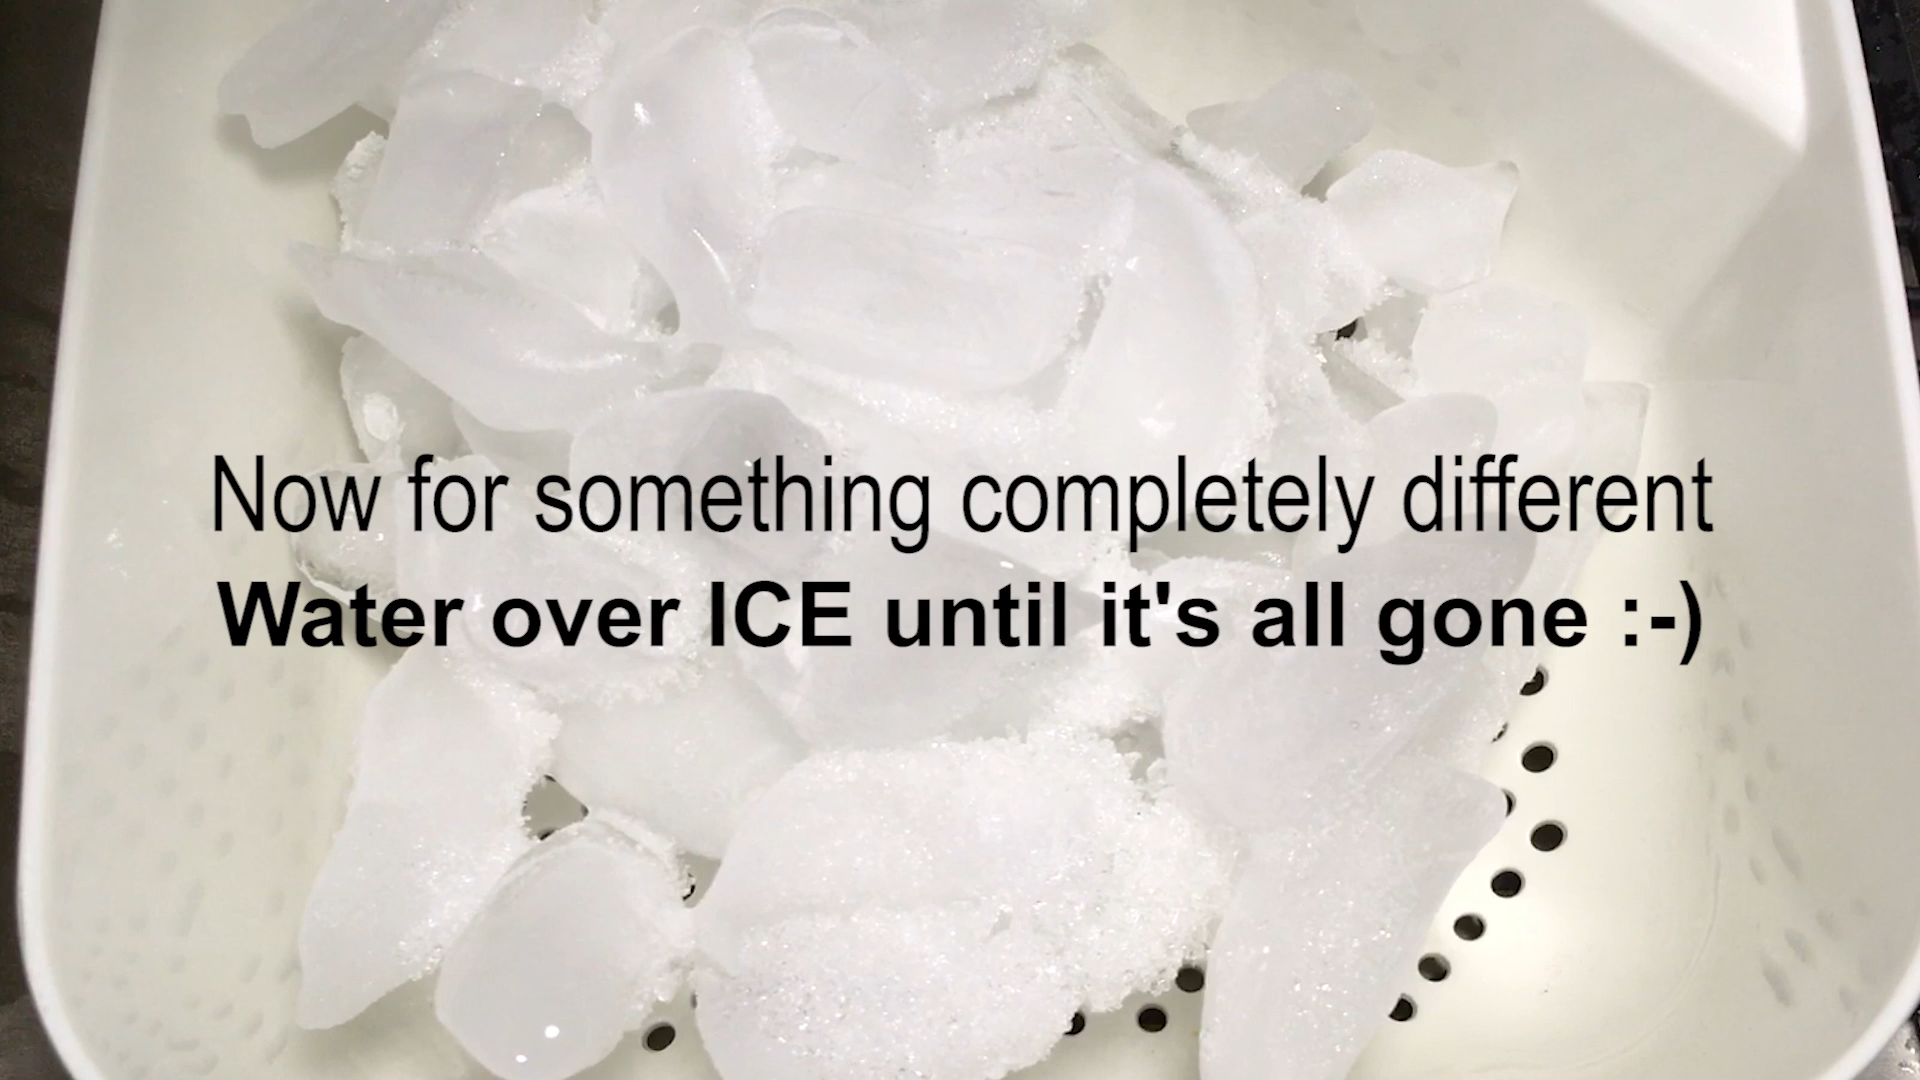 Now for something completely different
Water over ICE until it's all gone :-)